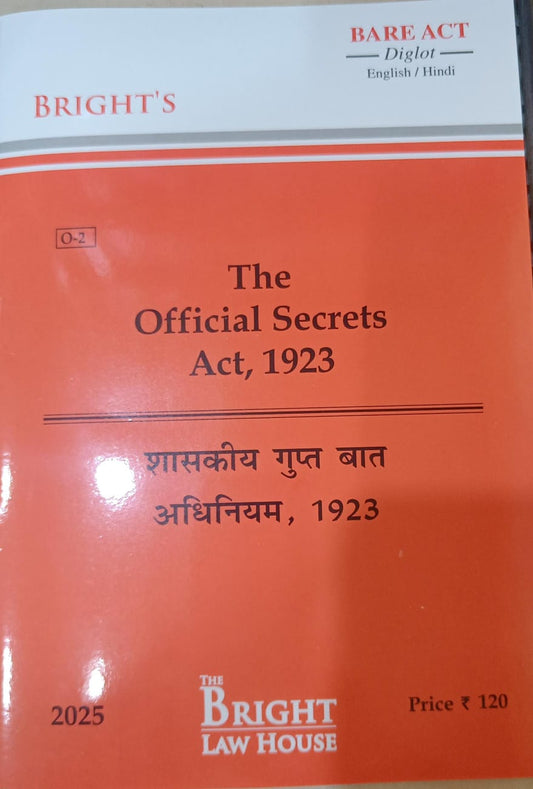 BARE ACT
Diglot
English / Hindi
BRIGHT'S
O-2
The
Official Secrets
Act, 1923
शासकीय गुप्त बात
अधिनियम, 1923
2025
THE
BRIGHT
LAW HOUSE
Price ₹ 120